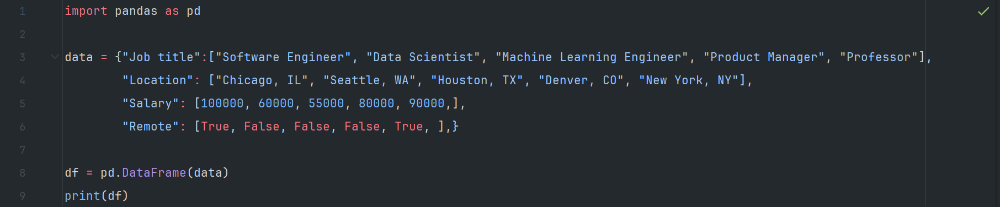 1 import pandas as pd
2
3 data = {"Job title":["Software Engineer", "Data Scientist", "Machine Learning Engineer", "Product Manager", "Professor"],
4         "Location": ["Chicago, IL", "Seattle, WA", "Houston, TX", "Denver, CO", "New York, NY"],
5         "Salary": [100000, 60000, 55000, 80000, 90000,],
6         "Remote": [True, False, False, False, True, ],}
7
8 df = pd.DataFrame(data)
9 print(df)